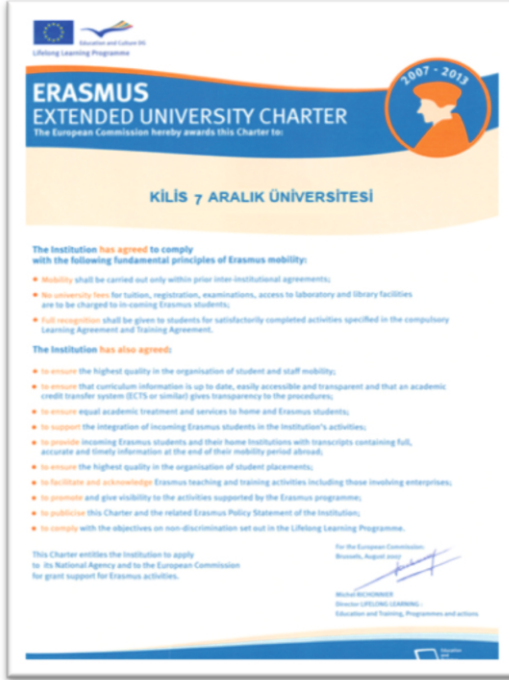 Education and Culture DG
Lifelong Learning Programme
2007 - 2013
ERASMUS
EXTENDED UNIVERSITY CHARTER
The European Commission hereby awards this Charter to:
KİLİS 7 ARALIK ÜNİVERSİTESİ
The Institution has agreed to comply
with the following fundamental principles of Erasmus mobility:
Mobility shall be carried out only within prior inter-institutional agreements;
No university fees for tuition, registration, examinations, access to laboratory and library facilities
are to be charged to in-coming Erasmus students;
Full recognition shall be given to students for satisfactorily completed activities specified in the compulsory
Learning Agreement and Training Agreement.
The Institution has also agreed:
to ensure the highest quality in the organisation of student and staff mobility;
to ensure that curriculum information is up to date, easily accessible and transparent and that an academic
credit transfer system (ECTS or similar) gives transparency to the procedures;
to ensure equal academic treatment and services to home and Erasmus students;
to support the integration of incoming Erasmus students in the Institution's activities;
to provide incoming Erasmus students and their home Institutions with transcripts containing full,
accurate and timely information at the end of their mobility period abroad;
to ensure the highest quality in the organisation of student placements;
to facilitate and acknowledge Erasmus teaching and training activities including those involving enterprises;
to promote and give visibility to the activities supported by the Erasmus programme;
to publicise this Charter and the related Erasmus Policy Statement of the Institution;
to comply with the objectives on non-discrimination set out in the Lifelong Learning Programme.
This Charter entitles the Institution to apply
to its National Agency and to the European Commission
for grant support for Erasmus activities.
For the European Commission:
Brussels, August 2007
Michel RICHONNIER
Director LIFELONG LEARNING :
Education and Training, Programmes and actions
Education
and